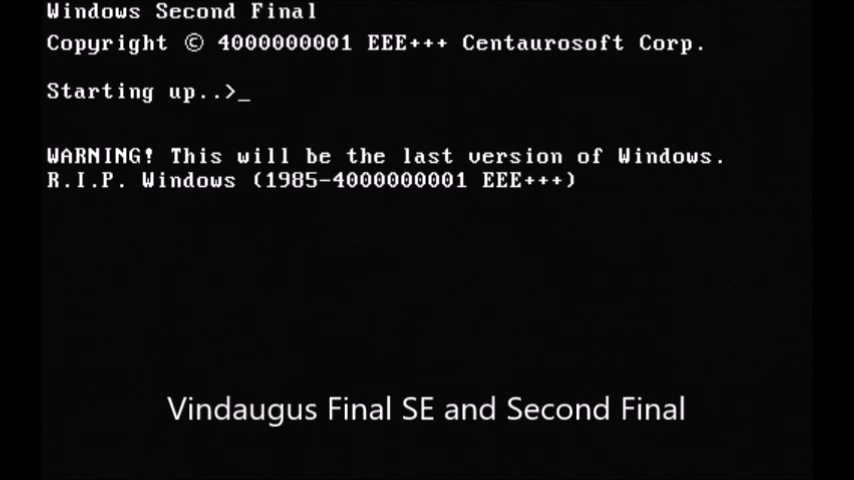 Windows Second Final
Copyright © 4000000001 EEE+++ Centaurosoft Corp.
Starting up..>_
WARNING! This will be the last version of Windows.
R.I.P. Windows (1985-4000000001 EEE+++)
Vindaugus Final SE and Second Final